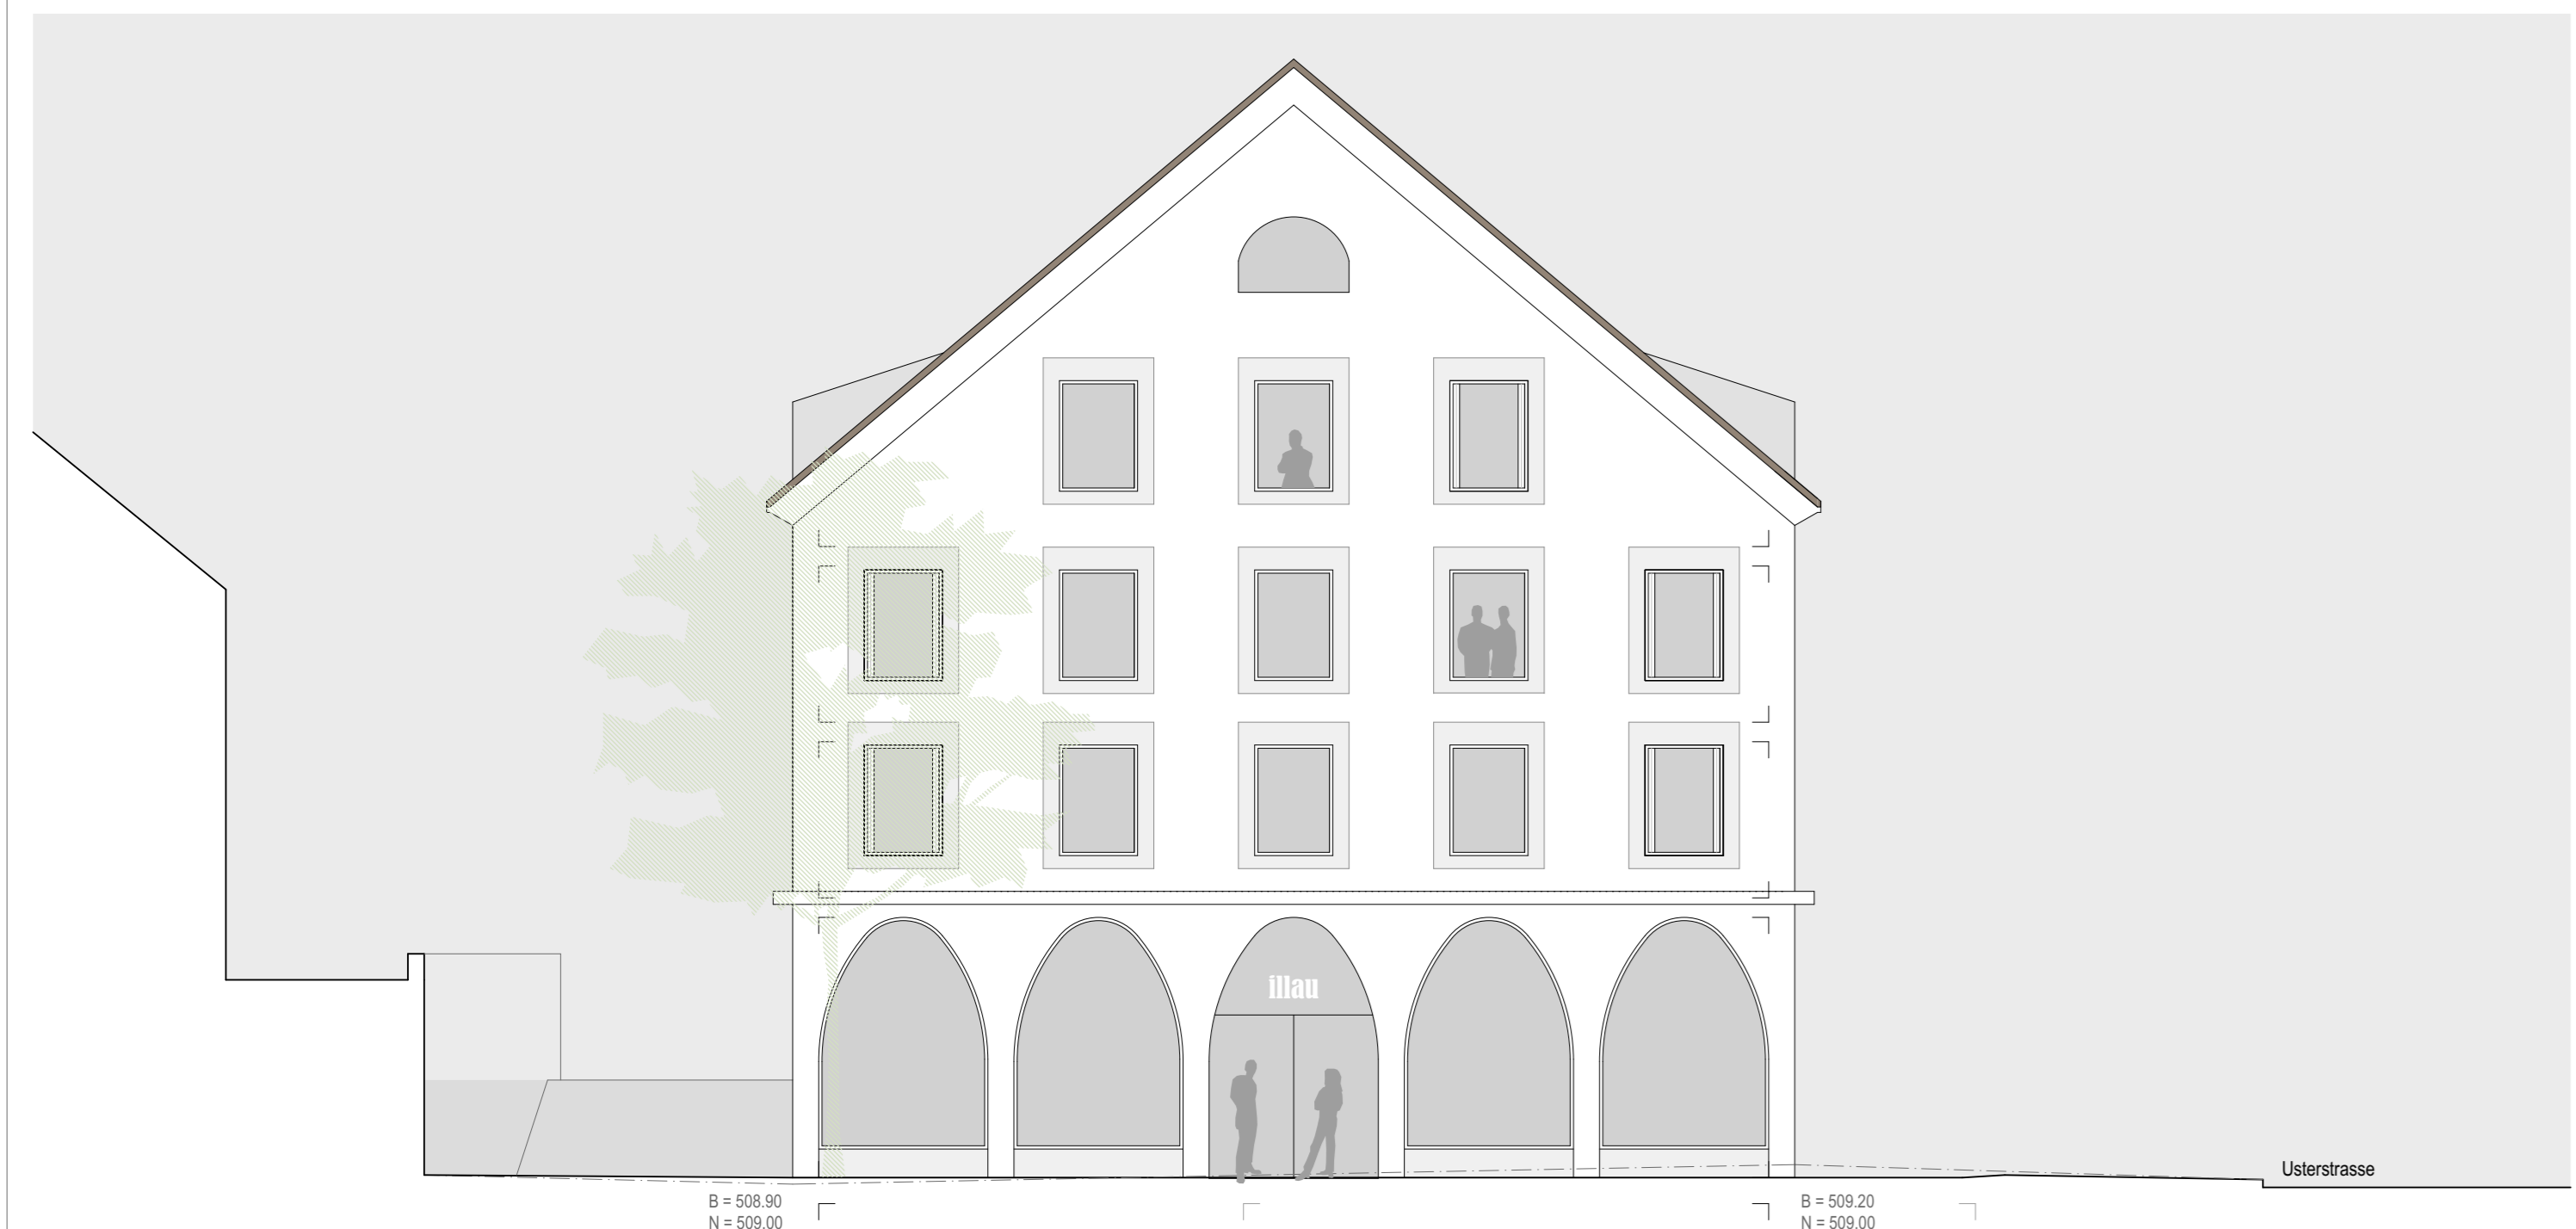 illau
Usterstrasse
B = 508.90
N = 509.00
B = 509.20
N = 509.00